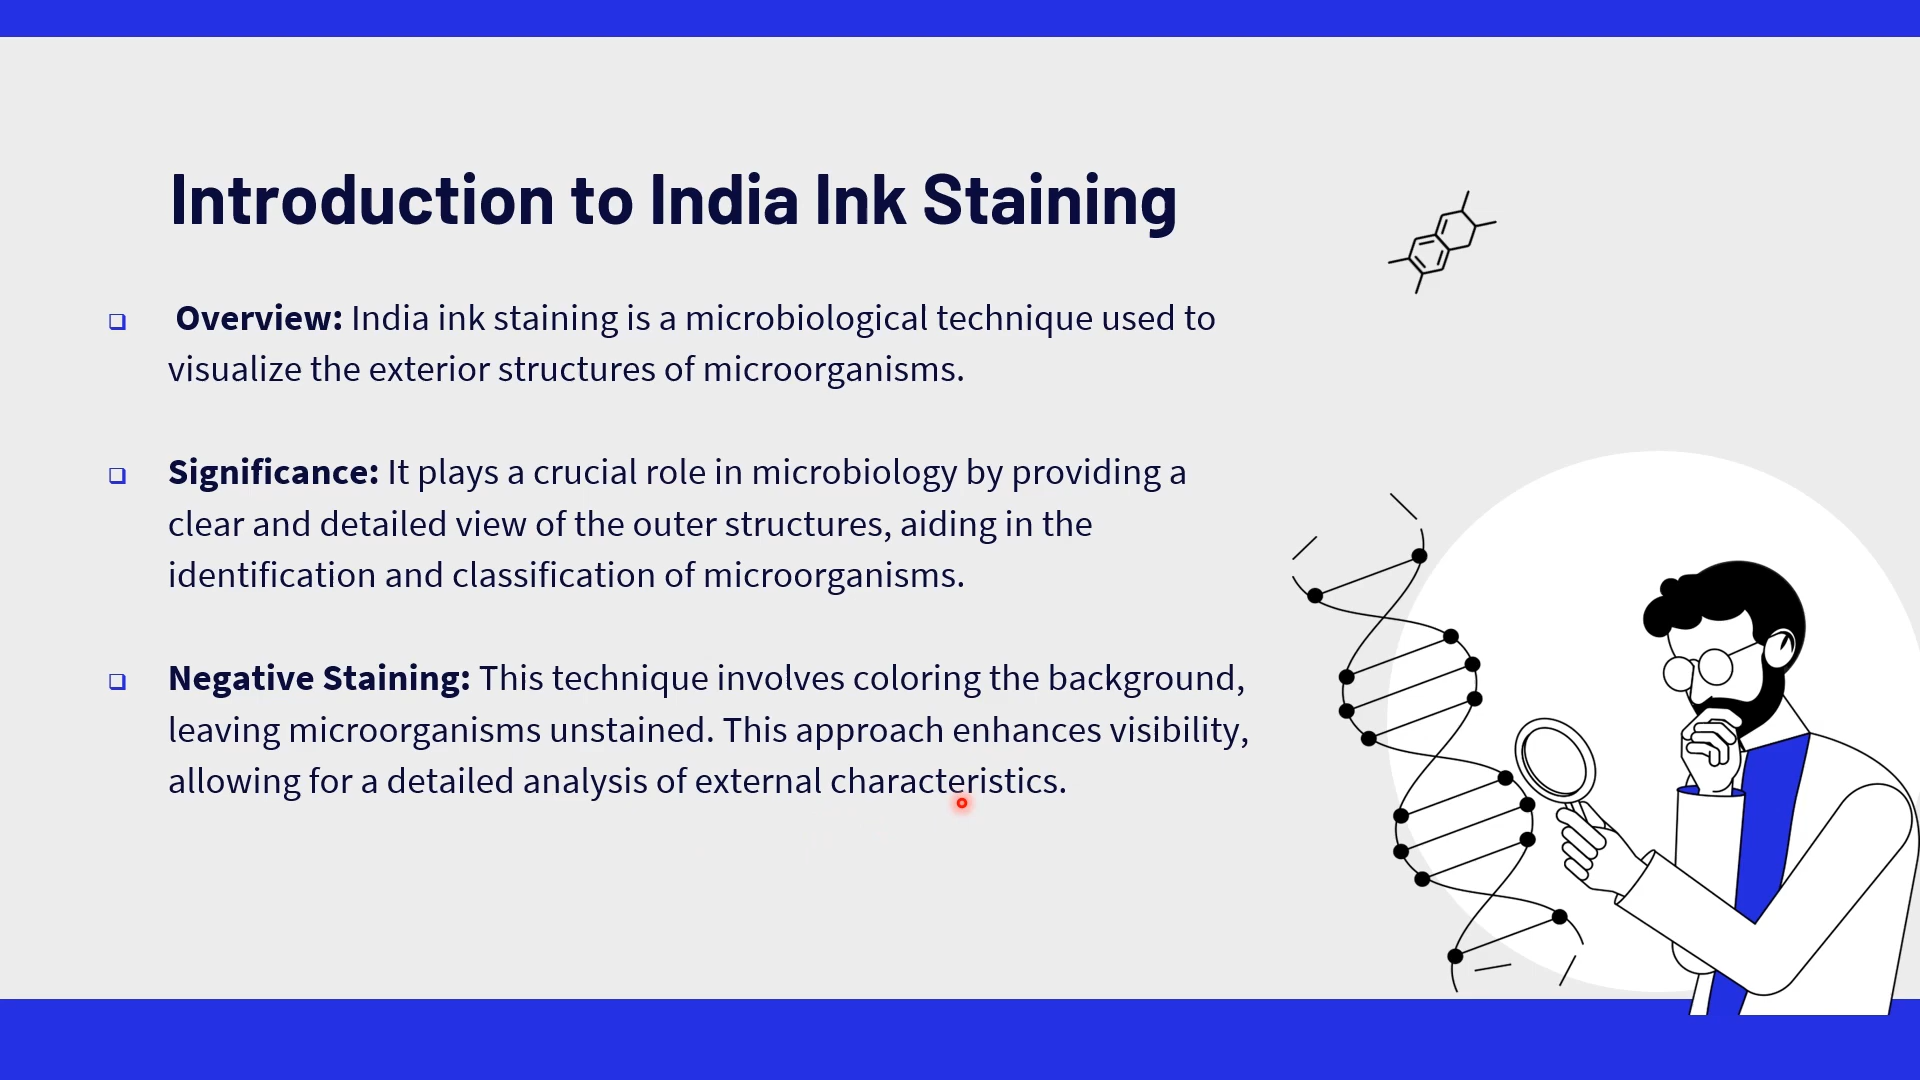 Introduction to India Ink Staining
Overview: India ink staining is a microbiological technique used to
visualize the exterior structures of microorganisms.
Significance: It plays a crucial role in microbiology by providing a
clear and detailed view of the outer structures, aiding in the
identification and classification of microorganisms.
Negative Staining: This technique involves coloring the background,
leaving microorganisms unstained. This approach enhances visibility,
allowing for a detailed analysis of external characteristics.